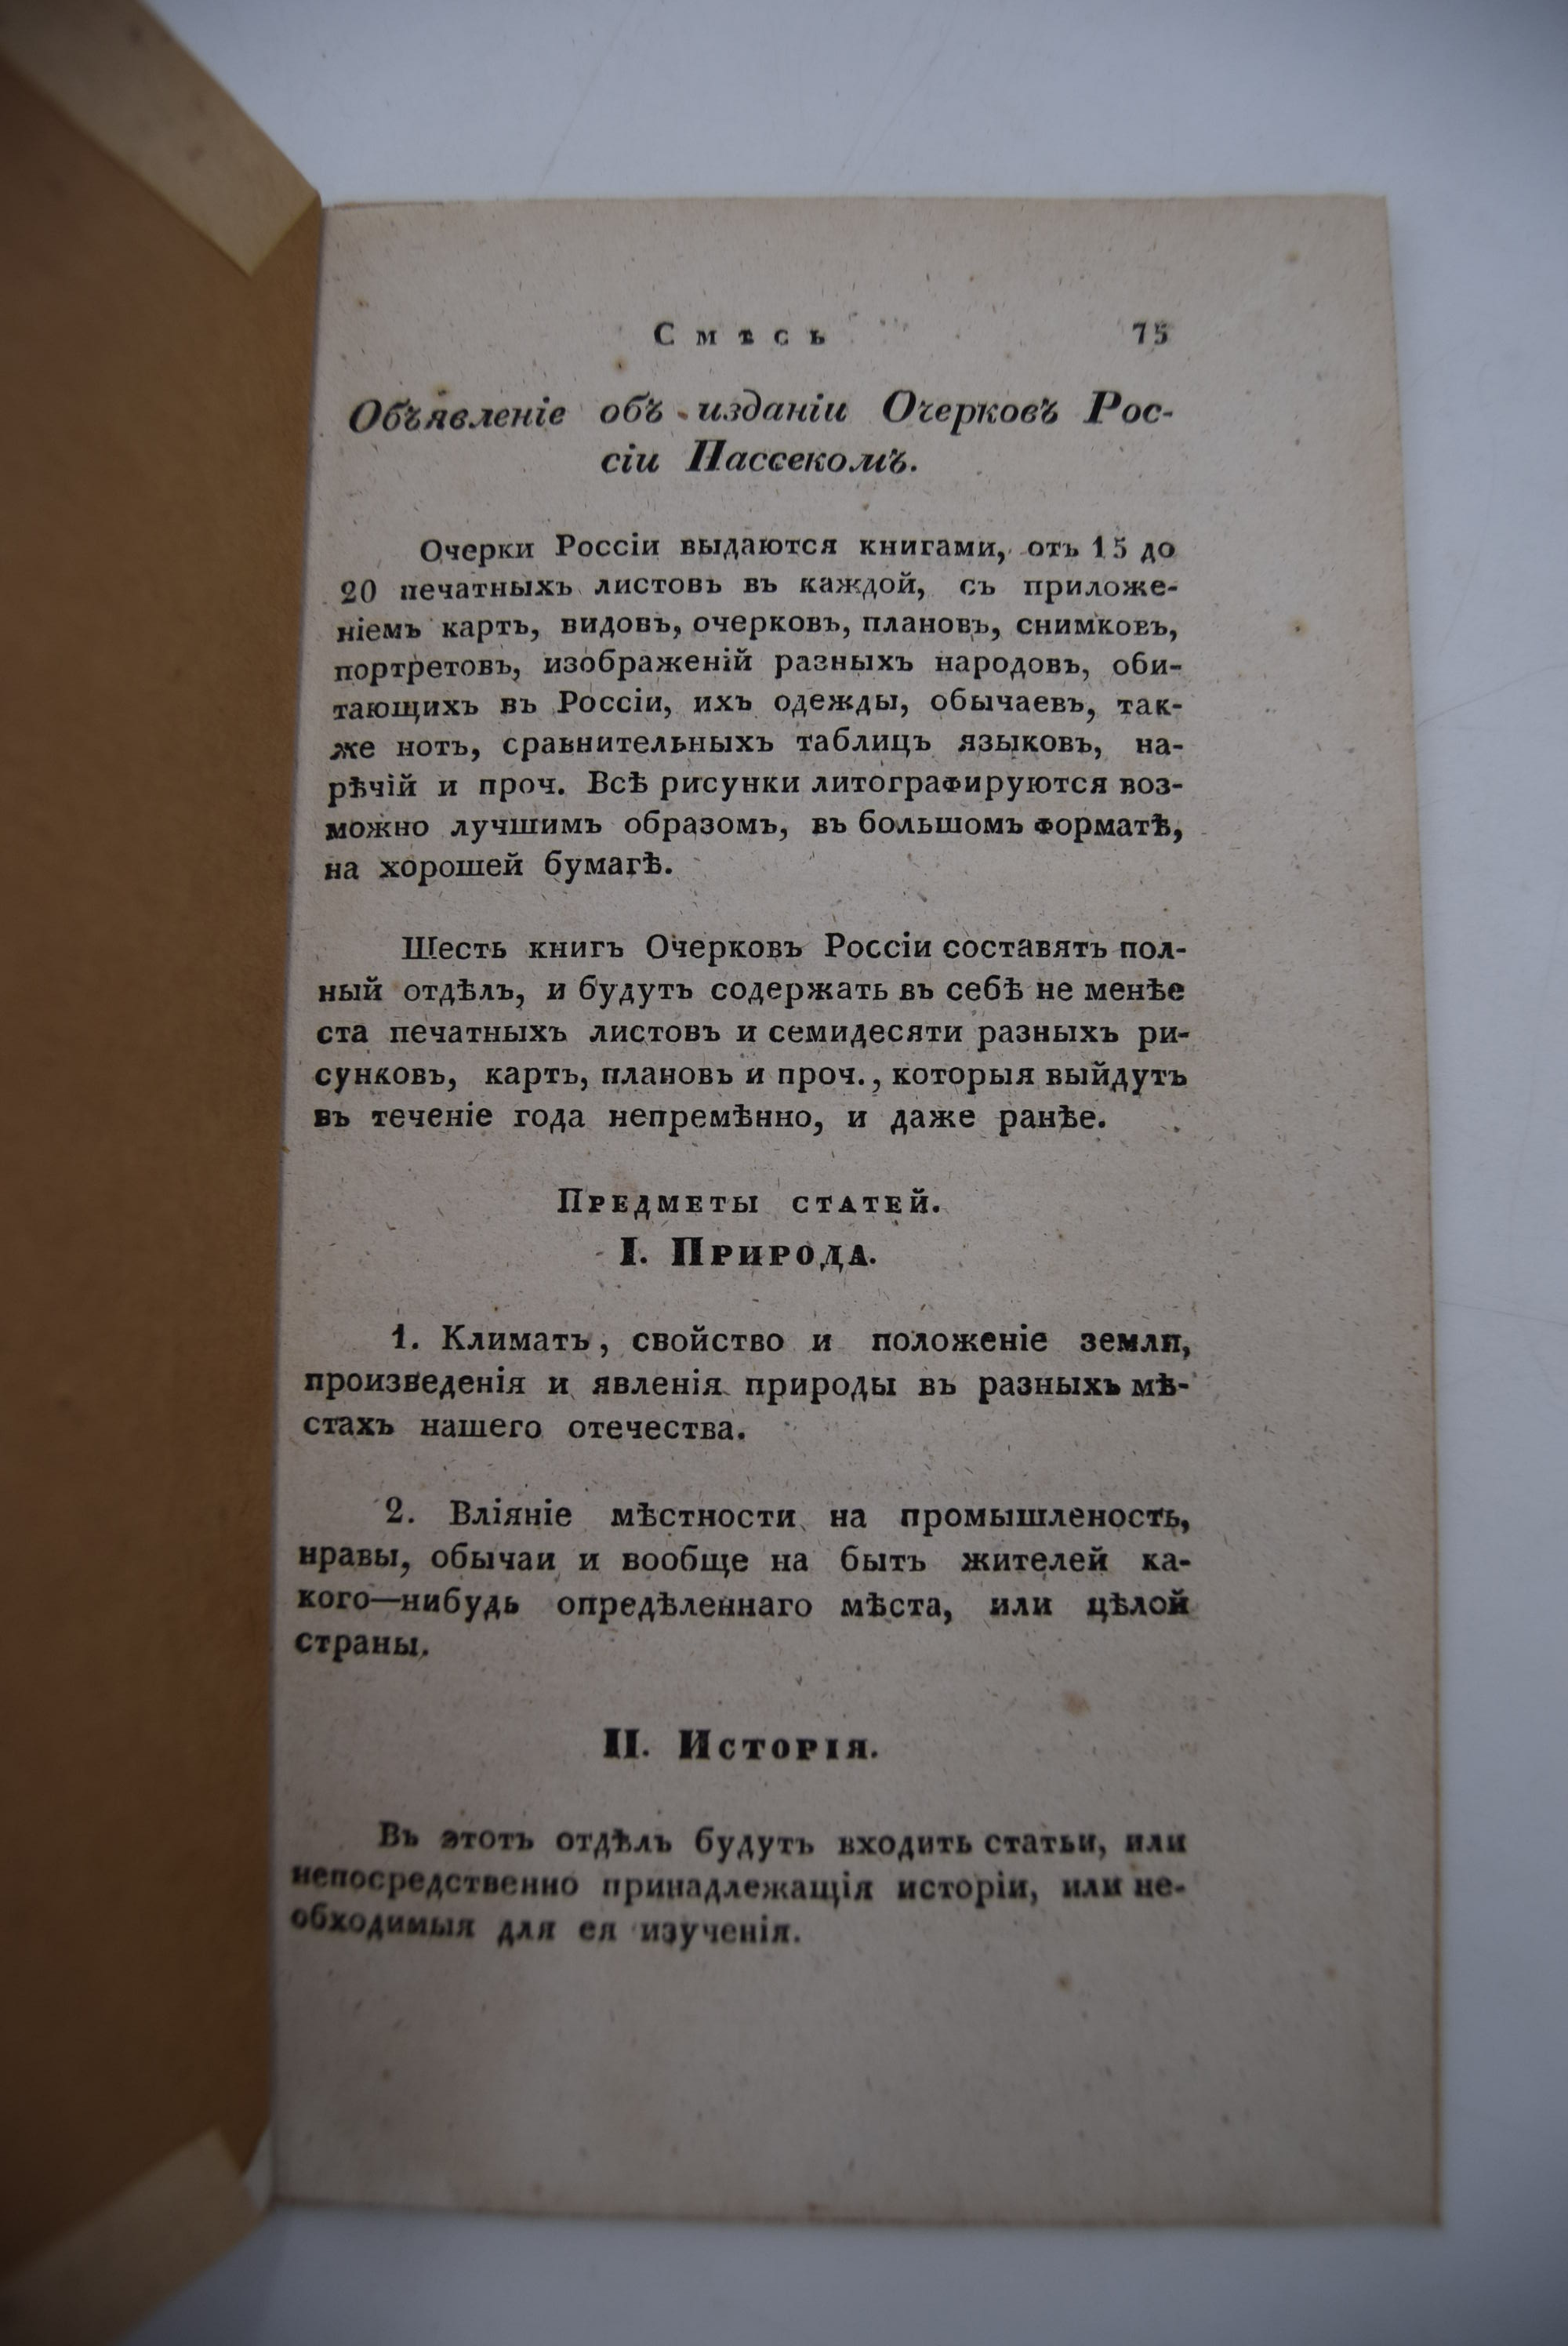 Смѣсь 75
Объявленіе объ изданіи Очерковъ Рос-
сіи Пассекомъ.
Очерки Россіи выдаются книгами, отъ 15 до
20 печатныхъ листовъ въ каждой, съ приложе-
ніемъ картъ, видовъ, очерковъ, плановъ, снимковъ,
портретовъ, изображеній разныхъ народовъ, оби-
тающихъ въ Россіи, ихъ одежды, обычаевъ, так-
же нотъ, сравнительныхъ таблицъ языковъ, на-
рѣчій и проч. Всѣ рисунки литографируются воз-
можно лучшимъ образомъ, въ большомъ форматѣ,
на хорошей бумагѣ.
Шесть книгъ Очерковъ Россіи составятъ пол-
ный отдѣлъ, и будутъ содержать въ себѣ не менѣе
ста печатныхъ листовъ и семидесяти разныхъ ри-
сунковъ, картъ, плановъ и проч., которыя выйдутъ
въ теченіе года непремѣнно, и даже ранѣе.
Предметы статей.
I. Природа.
1. Климатъ, свойство и положеніе земли,
произведенія и явленія природы въ разныхъ мѣ-
стахъ нашего отечества.
2. Вліяніе мѣстности на промышленость,
нравы, обычаи и вообще на бытъ жителей ка-
кого—нибудь опредѣленнаго мѣста, или цѣлой
страны.
II. Исторія.
Въ этотъ отдѣлъ будутъ входить статьи, или
непосредственно принадлежащія исторіи, или не-
обходимыя для ея изученія.